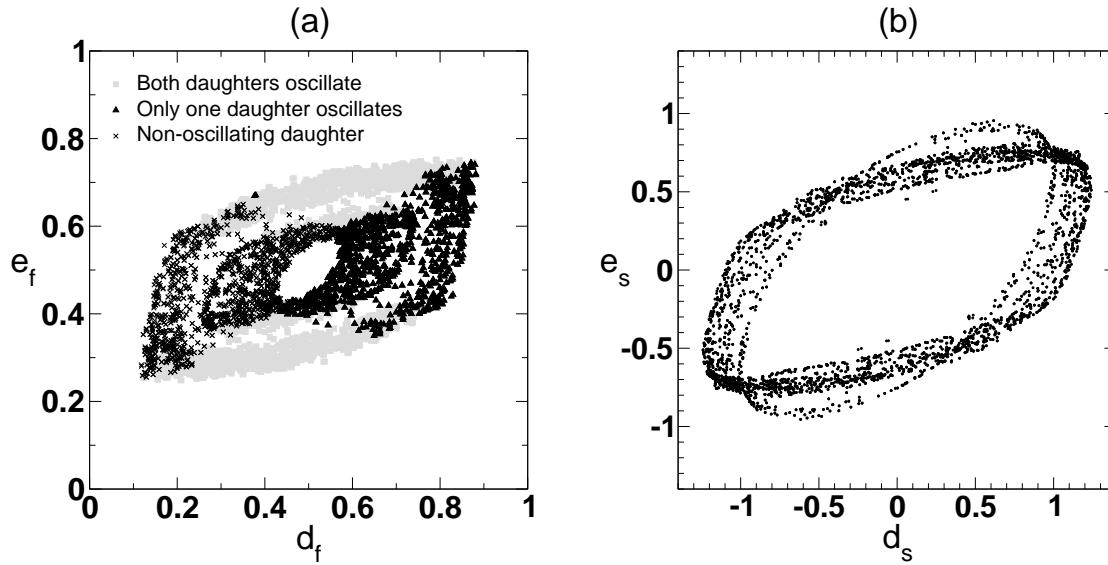 (a)
1
Both daughters oscillate
Only one daughter oscillates
Non-oscillating daughter
0.8
0.6
e_f
0.4
0.2
0
0 0.2 0.4 0.6 0.8 1
d_f
(b)
1
0.5
e_s
0
-0.5
-1
-1 -0.5 0 0.5 1
d_s